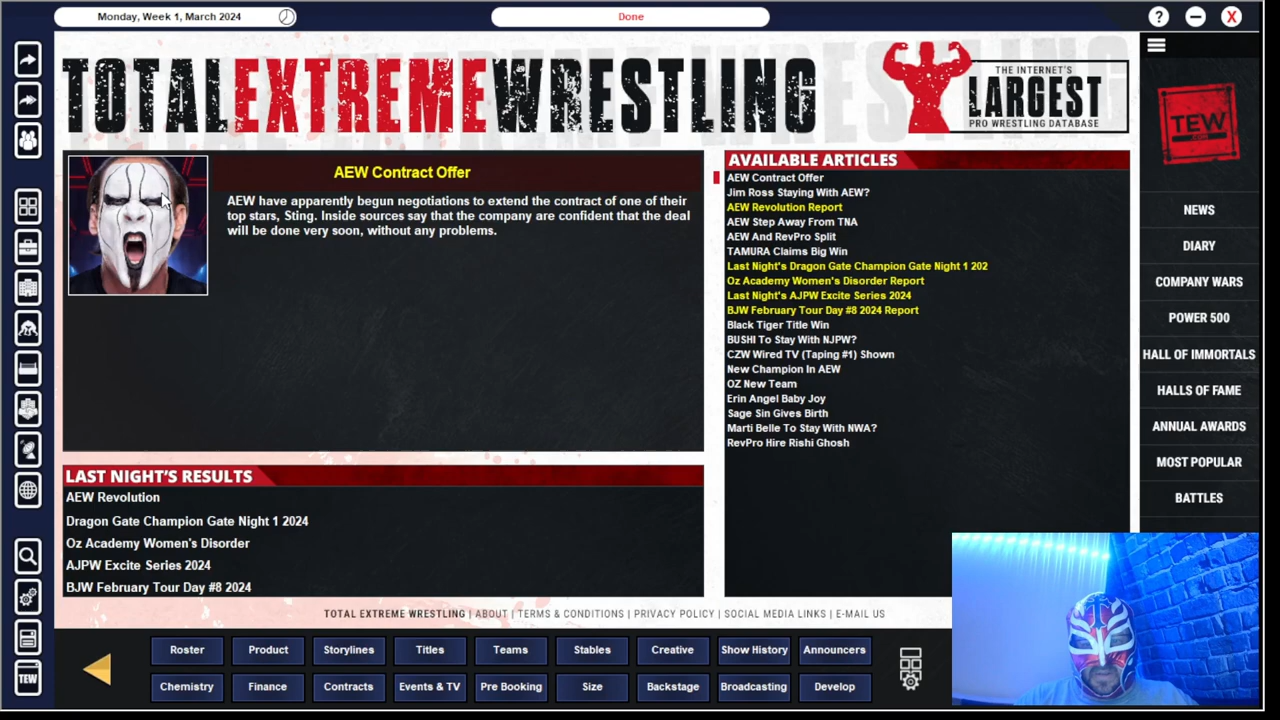 Monday, Week 1, March 2024
Done
?
X
TOTALEXTREMEWRESTLING
THE INTERNET'S
LARGEST
PRO WRESTLING DATABASE
TEW
.COM
AEW Contract Offer
AEW have apparently begun negotiations to extend the contract of one of their
top stars, Sting. Inside sources say that the company are confident that the deal
will be done very soon, without any problems.
AVAILABLE ARTICLES
AEW Contract Offer
Jim Ross Staying With AEW?
AEW Revolution Report
AEW Step Away From TNA
AEW And RevPro Split
TAMURA Claims Big Win
Last Night's Dragon Gate Champion Gate Night 1 202
Oz Academy Women's Disorder Report
Last Night's AJPW Excite Series 2024
BJW February Tour Day #8 2024 Report
Black Tiger Title Win
BUSHI To Stay With NJPW?
CZW Wired TV (Taping #1) Shown
New Champion In AEW
OZ New Team
Erin Angel Baby Joy
Sage Sin Gives Birth
Marti Belle To Stay With NWA?
RevPro Hire Rishi Ghosh
NEWS
DIARY
COMPANY WARS
POWER 500
HALL OF IMMORTALS
HALLS OF FAME
ANNUAL AWARDS
MOST POPULAR
BATTLES
LAST NIGHT'S RESULTS
AEW Revolution
Dragon Gate Champion Gate Night 1 2024
Oz Academy Women's Disorder
AJPW Excite Series 2024
BJW February Tour Day #8 2024
TOTAL EXTREME WRESTLING | ABOUT | TERMS & CONDITIONS | PRIVACY POLICY | SOCIAL MEDIA LINKS | E-MAIL US
Roster Product Storylines Titles Teams Stables Creative Show History Announcers
Chemistry Finance Contracts Events & TV Pre Booking Size Backstage Broadcasting Develop
TEW